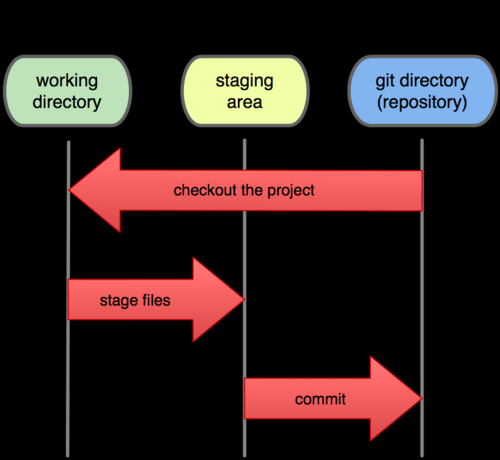 working
directory
staging
area
git directory
(repository)
checkout the project
stage files
commit